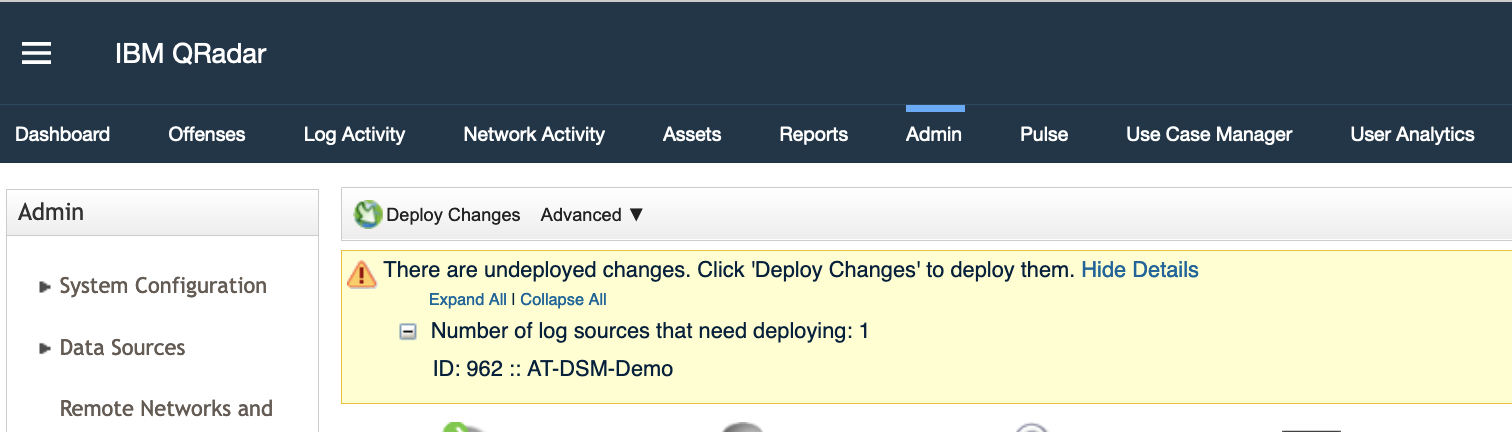 IBM QRadar
Dashboard Offenses Log Activity Network Activity Assets Reports Admin Pulse Use Case Manager User Analytics
Admin
System Configuration
Data Sources
Remote Networks and
Deploy Changes Advanced ▼
There are undeployed changes. Click 'Deploy Changes' to deploy them. Hide Details
Expand All | Collapse All
Number of log sources that need deploying: 1
ID: 962 :: AT-DSM-Demo